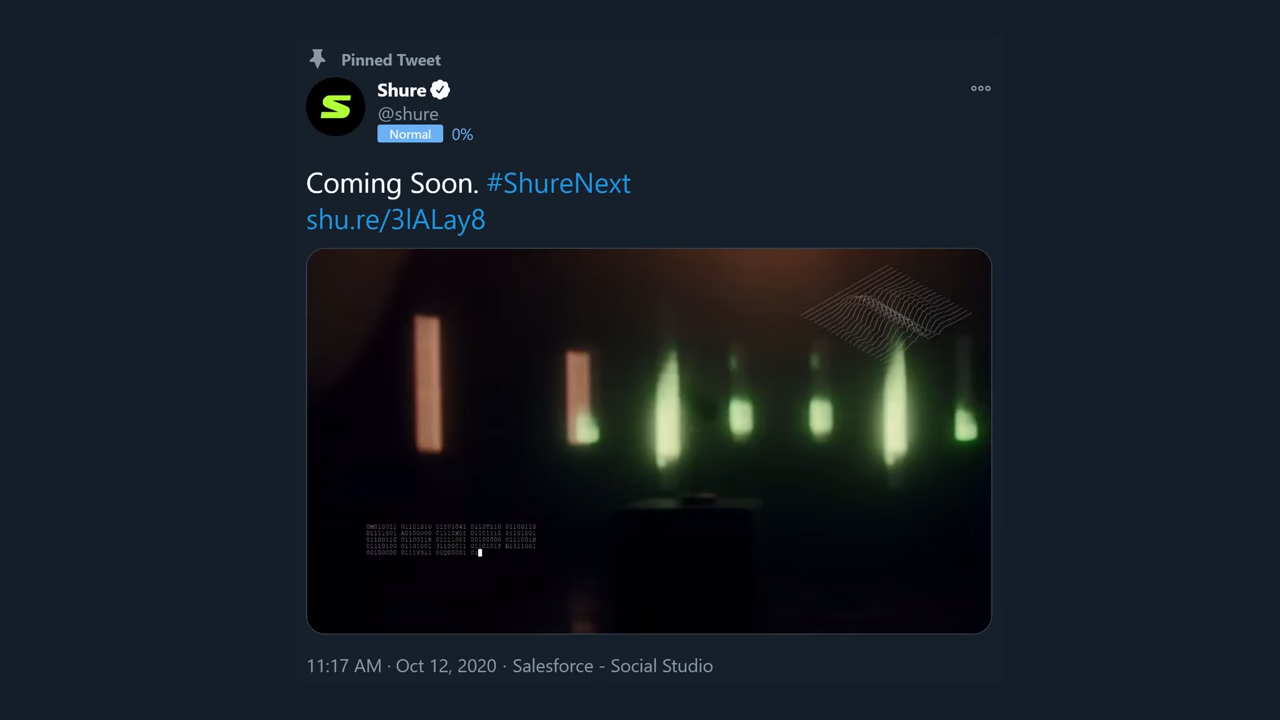 Pinned Tweet
Shure
@shure
Normal 0%
Coming Soon. #ShureNext
shu.re/3lALay8
11:17 AM · Oct 12, 2020 · Salesforce - Social Studio